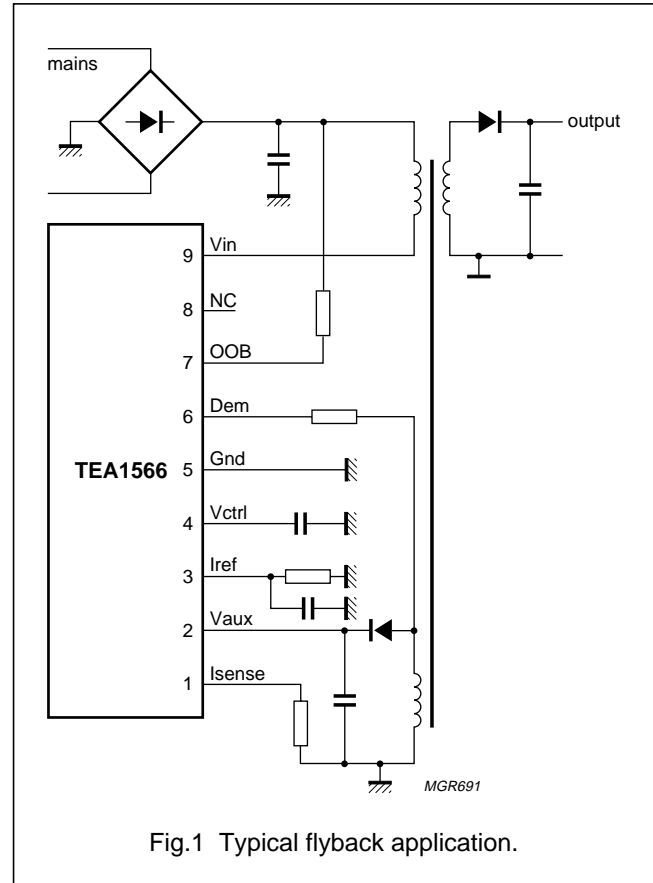 mains
output
9 Vin
8 NC
7 OOB
6 Dem
TEA1566
5 Gnd
4 Vctrl
3 Iref
2 Vaux
1 Isense
MGR691
Fig.1 Typical flyback application.